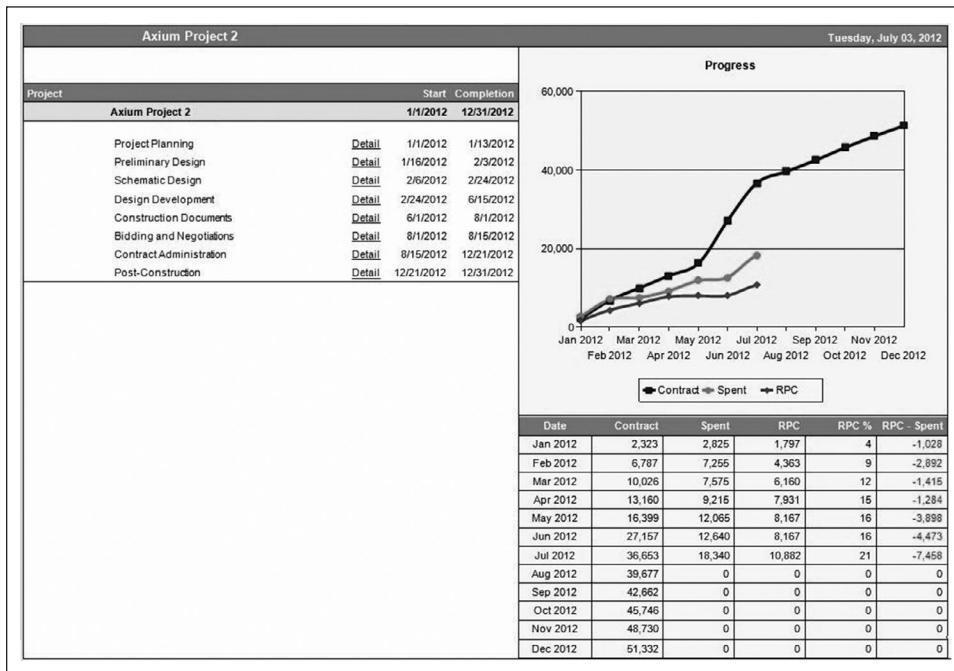 Axium Project 2 Tuesday, July 03, 2012
Project Start Completion
Axium Project 2 1/1/2012 12/31/2012
Project Planning Detail 1/1/2012 1/13/2012
Preliminary Design Detail 1/16/2012 2/3/2012
Schematic Design Detail 2/6/2012 2/24/2012
Design Development Detail 2/24/2012 6/15/2012
Construction Documents Detail 6/1/2012 8/1/2012
Bidding and Negotiations Detail 8/1/2012 8/15/2012
Contract Administration Detail 8/15/2012 12/21/2012
Post-Construction Detail 12/21/2012 12/31/2012
Progress
60,000
40,000
20,000
0
Jan 2012 Mar 2012 May 2012 Jul 2012 Sep 2012 Nov 2012
Feb 2012 Apr 2012 Jun 2012 Aug 2012 Oct 2012 Dec 2012
Contract Spent RPC
Date Contract Spent RPC RPC % RPC - Spent
Jan 2012 2,323 2,825 1,797 4 -1,028
Feb 2012 6,787 7,255 4,363 9 -2,892
Mar 2012 10,026 7,575 6,160 12 -1,415
Apr 2012 13,160 9,215 7,931 15 -1,284
May 2012 16,399 12,065 8,167 16 -3,898
Jun 2012 27,157 12,640 8,167 16 -4,473
Jul 2012 36,653 18,340 10,882 21 -7,458
Aug 2012 39,677 0 0 0 0
Sep 2012 42,662 0 0 0 0
Oct 2012 45,746 0 0 0 0
Nov 2012 48,730 0 0 0 0
Dec 2012 51,332 0 0 0 0